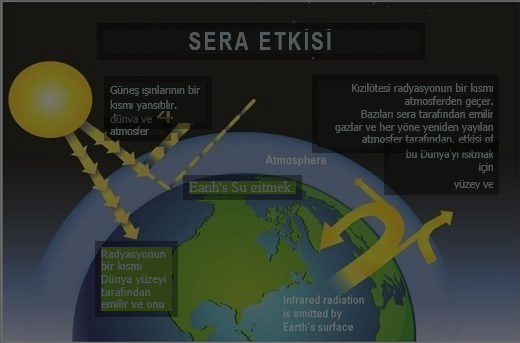 SERA ETKİSİ
Güneş ışınlarının bir
kısmı yansıtılır.
dünya ve
atmosfer
Kızılötesi radyasyonun bir kısmı
atmosferden geçer.
Bazıları sera tarafından emilir
gazlar ve her yöne yeniden yayılan
atmosfer tarafından. etkisi of
bu Dünya'yı ısıtmak
için
yüzey ve
Atmosphere
Eanh's Su gitmek.
Radyasyonun
bir kısmı
Dünya yüzeyi
tarafından
emilir ve onu
Infrared radiation
is emitted by
Earth's surface